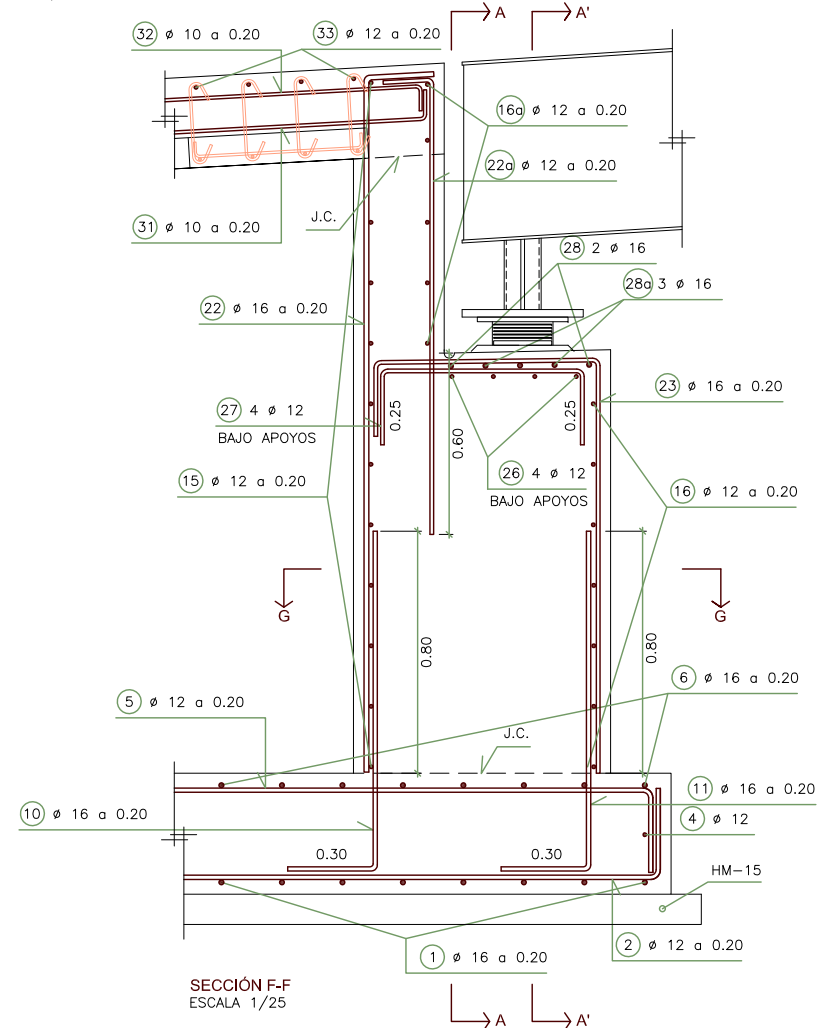 A A'
32 ø 10 a 0.20
33 ø 12 a 0.20
16a ø 12 a 0.20
22a ø 12 a 0.20
J.C.
31 ø 10 a 0.20
28 2 ø 16
28a 3 ø 16
22 ø 16 a 0.20
23 ø 16 a 0.20
27 4 ø 12
BAJO APOYOS
0.25
0.25
0.60
26 4 ø 12
BAJO APOYOS
15 ø 12 a 0.20
16 ø 12 a 0.20
G
G
0.80
0.80
6 ø 16 a 0.20
5 ø 12 a 0.20
J.C.
11 ø 16 a 0.20
10 ø 16 a 0.20
4 ø 12
0.30
0.30
HM-15
1 ø 16 a 0.20
2 ø 12 a 0.20
SECCIÓN F-F
ESCALA 1/25
A A'